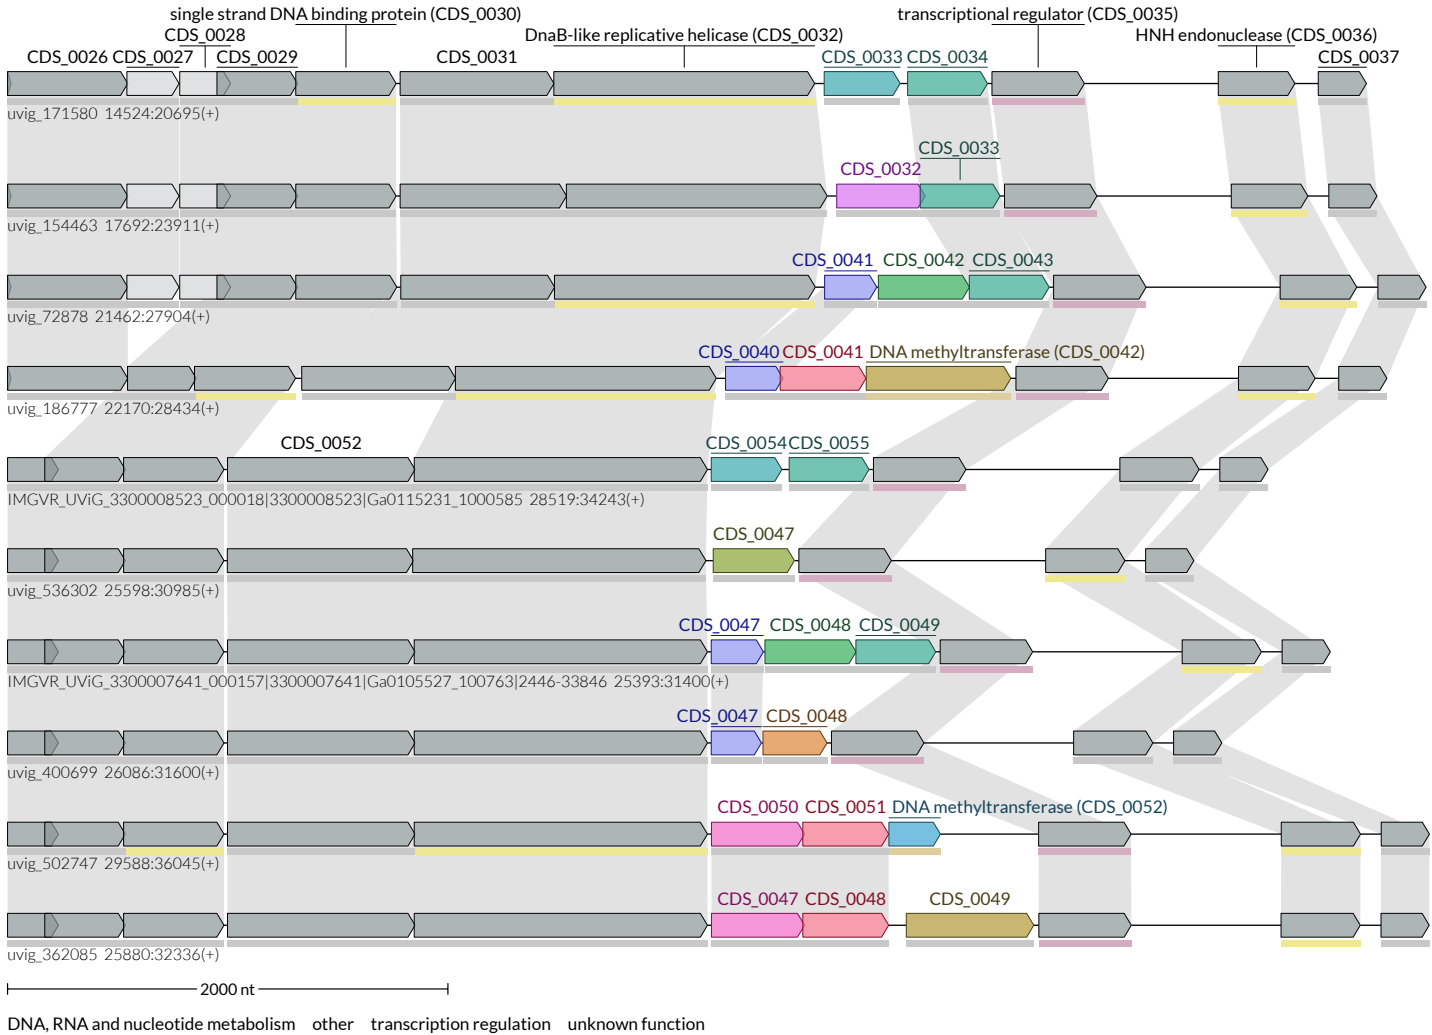 single strand DNA binding protein (CDS_0030) transcriptional regulator (CDS_0035)
CDS_0028 DnaB-like replicative helicase (CDS_0032) HNH endonuclease (CDS_0036)
CDS_0026 CDS_0027 CDS_0029 CDS_0031 CDS_0033 CDS_0034 CDS_0037
uvig_171580 14524:20695(+)
CDS_0033
CDS_0032
uvig_154463 17692:23911(+)
CDS_0041 CDS_0042 CDS_0043
uvig_72878 21462:27904(+)
CDS_0040 CDS_0041 DNA methyltransferase (CDS_0042)
uvig_186777 22170:28434(+)
CDS_0052 CDS_0054 CDS_0055
IMGVR_UViG_3300008523_000018|3300008523|Ga0115231_1000585 28519:34243(+)
CDS_0047
uvig_536302 25598:30985(+)
CDS_0047 CDS_0048 CDS_0049
IMGVR_UViG_3300007641_000157|3300007641|Ga0105527_100763|2446-33846 25393:31400(+)
CDS_0047 CDS_0048
uvig_400699 26086:31600(+)
CDS_0050 CDS_0051 DNA methyltransferase (CDS_0052)
uvig_502747 29588:36045(+)
CDS_0047 CDS_0048 CDS_0049
uvig_362085 25880:32336(+)
2000 nt
DNA, RNA and nucleotide metabolism other transcription regulation unknown function